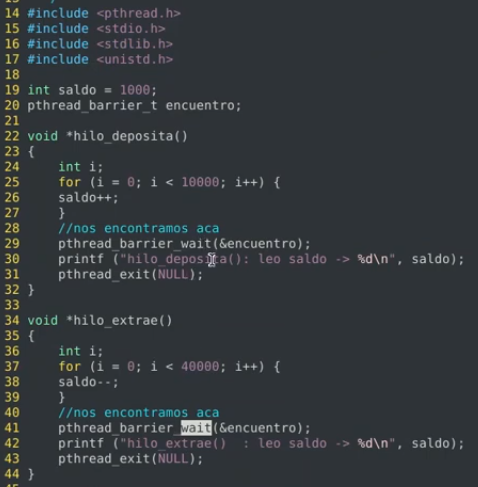 14 #include <pthread.h>
15 #include <stdio.h>
16 #include <stdlib.h>
17 #include <unistd.h>
18
19 int saldo = 1000;
20 pthread_barrier_t encuentro;
21
22 void *hilo_deposita()
23 {
24     int i;
25     for (i = 0; i < 10000; i++) {
26     saldo++;
27     }
28     //nos encontramos aca
29     pthread_barrier_wait(&encuentro);
30     printf ("hilo_deposita(): leo saldo -> %d\n", saldo);
31     pthread_exit(NULL);
32 }
33
34 void *hilo_extrae()
35 {
36     int i;
37     for (i = 0; i < 40000; i++) {
38     saldo--;
39     }
40     //nos encontramos aca
41     pthread_barrier_wait(&encuentro);
42     printf ("hilo_extrae()  : leo saldo -> %d\n", saldo);
43     pthread_exit(NULL);
44 }